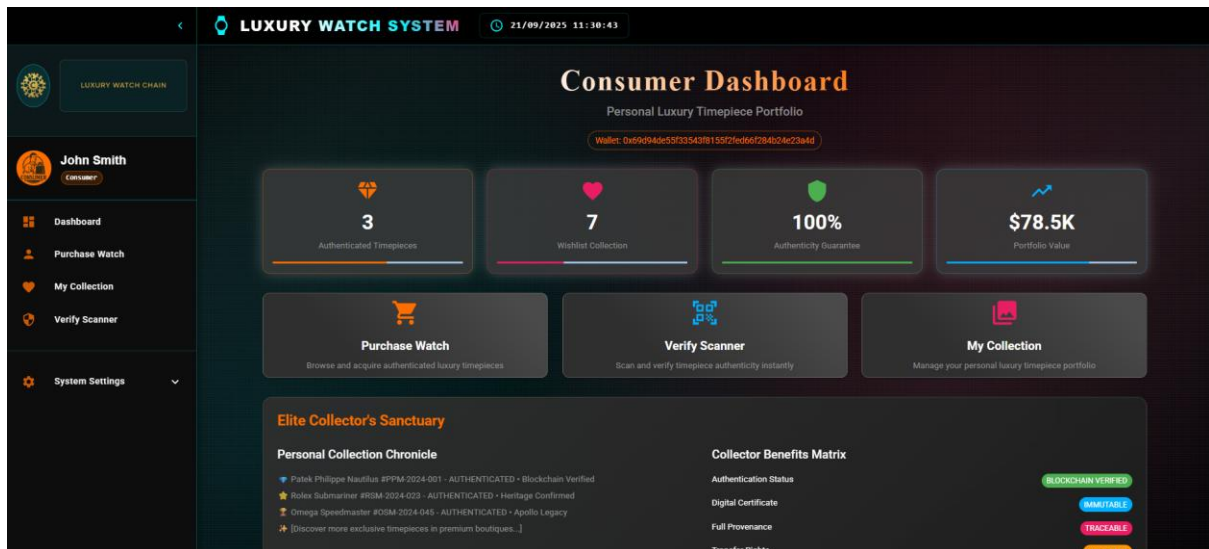 LUXURY WATCH SYSTEM
21/09/2025 11:30:43
LUXURY WATCH CHAIN
John Smith
Consumer
Dashboard
Purchase Watch
My Collection
Verify Scanner
System Settings
Consumer Dashboard
Personal Luxury Timepiece Portfolio
Wallet: 0x69d94de55f33543f8155f2fed66f284b24e23a4d
3
Authenticated Timepieces
7
Wishlist Collection
100%
Authenticity Guarantee
$78.5K
Portfolio Value
Purchase Watch
Browse and acquire authenticated luxury timepieces
Verify Scanner
Scan and verify timepiece authenticity instantly
My Collection
Manage your personal luxury timepiece portfolio
Elite Collector's Sanctuary
Personal Collection Chronicle
Patek Philippe Nautilus #PPM-2024-001 - AUTHENTICATED • Blockchain Verified
Rolex Submariner #RSM-2024-023 - AUTHENTICATED • Heritage Confirmed
Omega Speedmaster #OSM-2024-045 - AUTHENTICATED • Apollo Legacy
[Discover more exclusive timepieces in premium boutiques...]
Collector Benefits Matrix
Authentication Status
BLOCKCHAIN VERIFIED
Digital Certificate
IMMUTABLE
Full Provenance
TRACEABLE